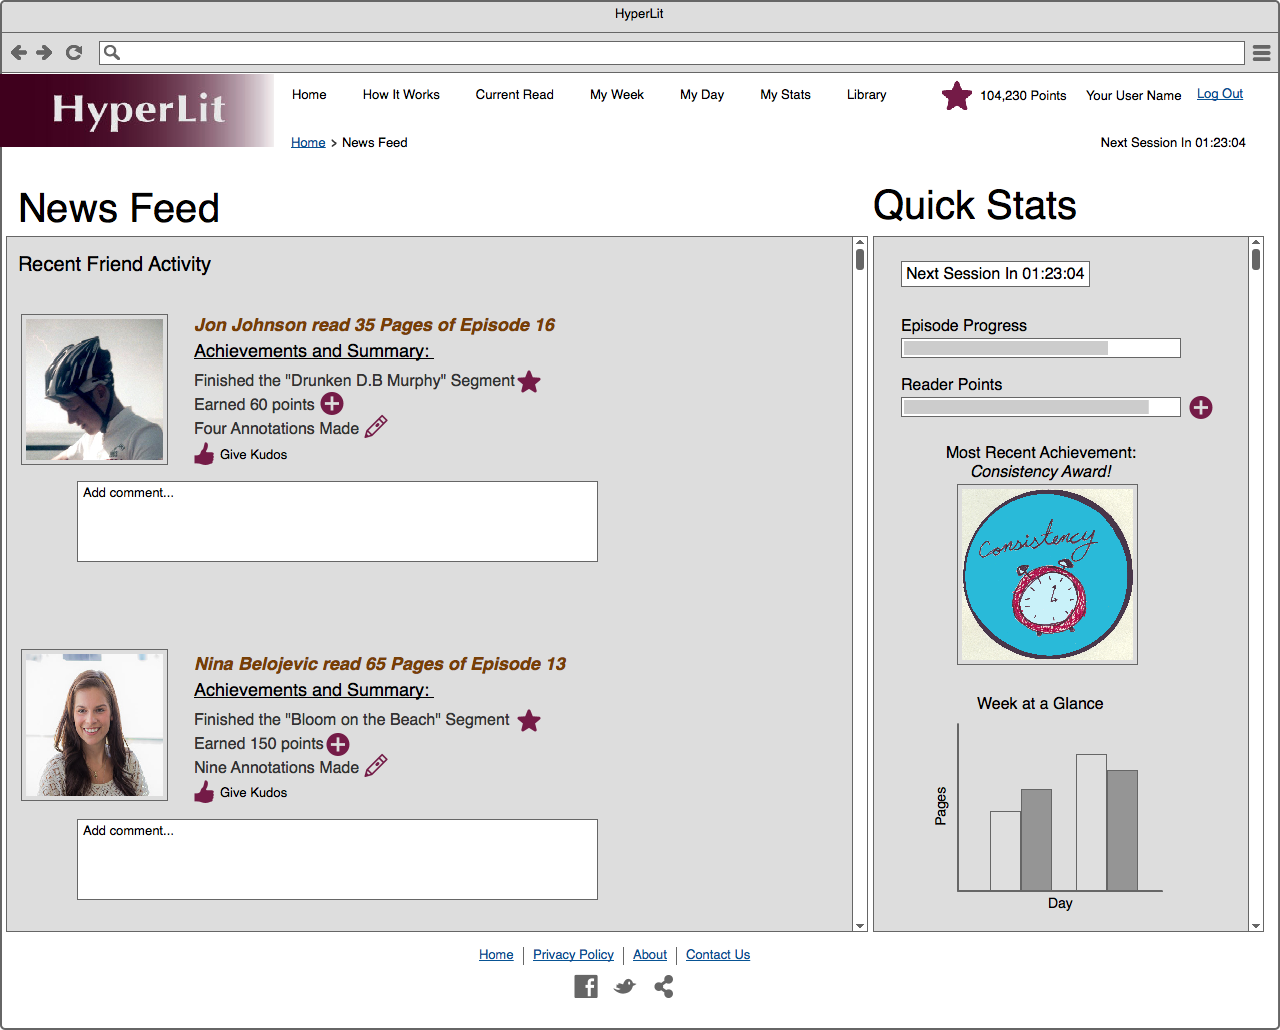 HyperLit
HyperLit
Home How It Works Current Read My Week My Day My Stats Library 104,230 Points Your User Name Log Out
Home > News Feed Next Session In 01:23:04
News Feed
Recent Friend Activity
Jon Johnson read 35 Pages of Episode 16
Achievements and Summary:
Finished the "Drunken D.B Murphy" Segment
Earned 60 points
Four Annotations Made
Give Kudos
Add comment...
Nina Belojevic read 65 Pages of Episode 13
Achievements and Summary:
Finished the "Bloom on the Beach" Segment
Earned 150 points
Nine Annotations Made
Give Kudos
Add comment...
Quick Stats
Next Session In 01:23:04
Episode Progress
Reader Points
Most Recent Achievement:
Consistency Award!
Consistency
Week at a Glance
Pages
Day
Home Privacy Policy About Contact Us